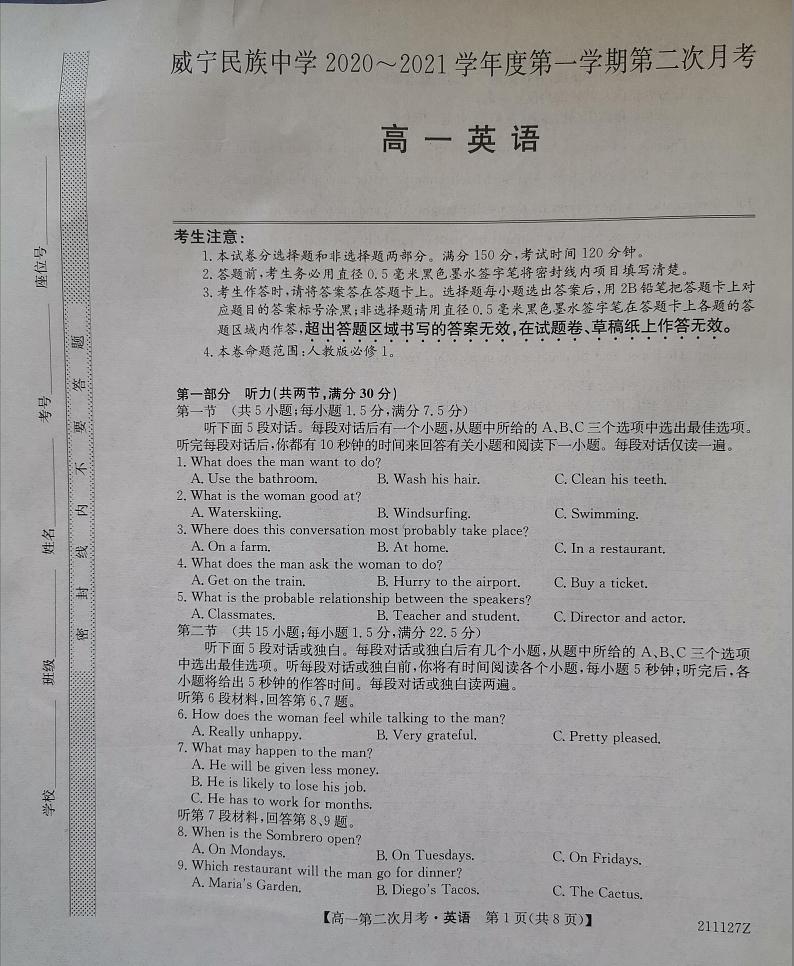 威宁民族中学 2020～2021 学年度第一学期第二次月考
高 一 英 语
考生注意:
1. 本试卷分选择题和非选择题两部分。满分 150 分,考试时间 120 分钟。
2. 答题前,考生务必用直径 0.5 毫米黑色墨水签字笔将密封线内项目填写清楚。
3. 考生作答时,请将答案答在答题卡上。选择题每小题选出答案后,用 2B 铅笔把答题卡上对
应题目的答案标号涂黑;非选择题请用直径 0.5 毫米黑色墨水签字笔在答题卡上各题的答
题区域内作答,超出答题区域书写的答案无效,在试题卷、草稿纸上作答无效。
4. 本卷命题范围:人教版必修 1。
第一部分 听力(共两节,满分 30 分)
第一节 (共 5 小题;每小题 1.5 分,满分 7.5 分)
听下面 5 段对话。每段对话后有一个小题,从题中所给的 A、B、C 三个选项中选出最佳选项。
听完每段对话后,你都有 10 秒钟的时间来回答有关小题和阅读下一小题。每段对话仅读一遍。
1. What does the man want to do?
A. Use the bathroom. B. Wash his hair. C. Clean his teeth.
2. What is the woman good at?
A. Waterskiing. B. Windsurfing. C. Swimming.
3. Where does this conversation most probably take place?
A. On a farm. B. At home. C. In a restaurant.
4. What does the man ask the woman to do?
A. Get on the train. B. Hurry to the airport. C. Buy a ticket.
5. What is the probable relationship between the speakers?
A. Classmates. B. Teacher and student. C. Director and actor.
第二节 (共 15 小题;每小题 1.5 分,满分 22.5 分)
听下面 5 段对话或独白。每段对话或独白后有几个小题,从题中所给的 A、B、C 三个选项
中选出最佳选项。听每段对话或独白前,你将有时间阅读各个小题,每小题 5 秒钟;听完后,各
小题将给出 5 秒钟的作答时间。每段对话或独白读两遍。
听第 6 段材料,回答第 6、7 题。
6. How does the woman feel while talking to the man?
A. Really unhappy. B. Very grateful. C. Pretty pleased.
7. What may happen to the man?
A. He will be given less money.
B. He is likely to lose his job.
C. He has to work for months.
听第 7 段材料,回答第 8、9 题。
8. When is the Sombrero open?
A. On Mondays. B. On Tuesdays. C. On Fridays.
9. Which restaurant will the man go for dinner?
A. Maria's Garden. B. Diego's Tacos. C. The Cactus.
【高一第二次月考·英语 第 1 页(共 8 页)】
211127Z
学校 班级 姓名 考号 座位号
密 封 线 内 不 要 答 题